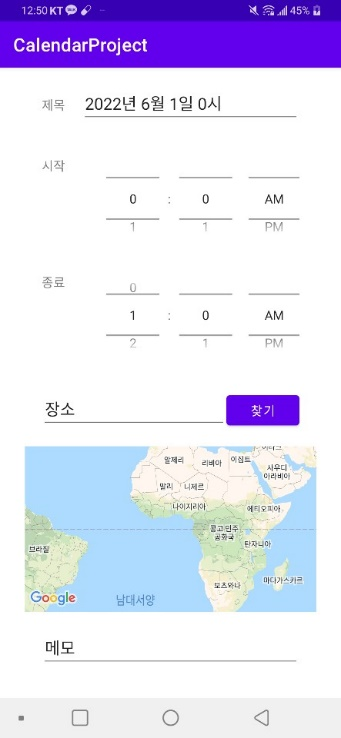 12:50 KT 45%
CalendarProject
제목 2022년 6월 1일 0시
시작
0 : 0 AM
1 1 PM
종료
0
1 : 0 AM
2 1 PM
장소 찾기
알제리 리비아 이집트 사우디
아라비아
말리 니제르
나이지리아 에티오피아
콩고 민주
공화국
탄자니아
브라질
보츠와나 마다가스카르
Google 남대서양
메모